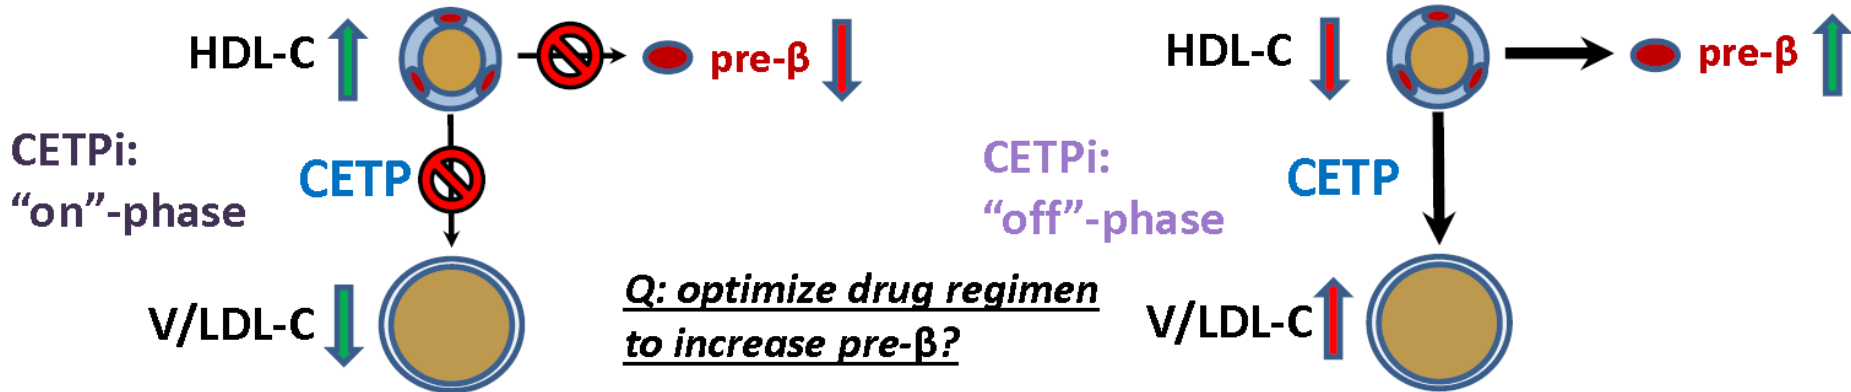 HDL-C
pre-β
CETPi:
“on”-phase
CETP
V/LDL-C
Q: optimize drug regimen
to increase pre-β?
HDL-C
pre-β
CETPi:
“off”-phase
CETP
V/LDL-C